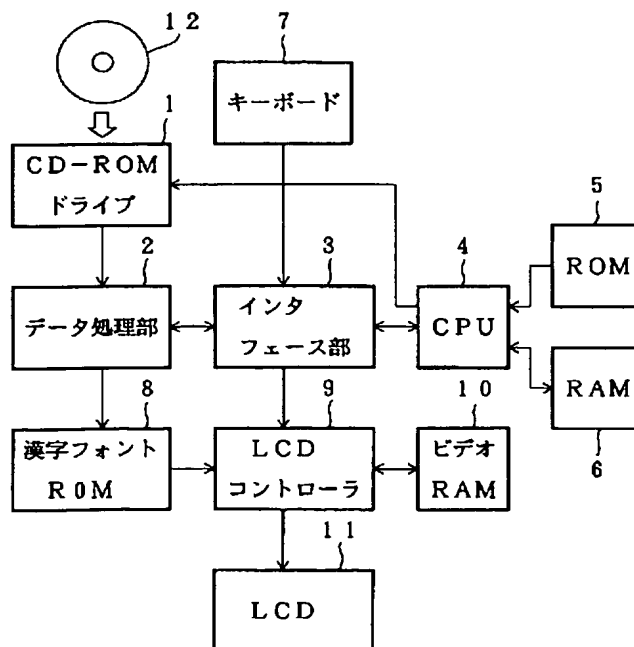 12
7
キーボード
1
CD-ROM
ドライブ
5
ROM
2
データ処理部
3
インタ
フェース部
4
CPU
RAM
6
8
漢字フォント
ROM
9
LCD
コントローラ
10
ビデオ
RAM
11
LCD